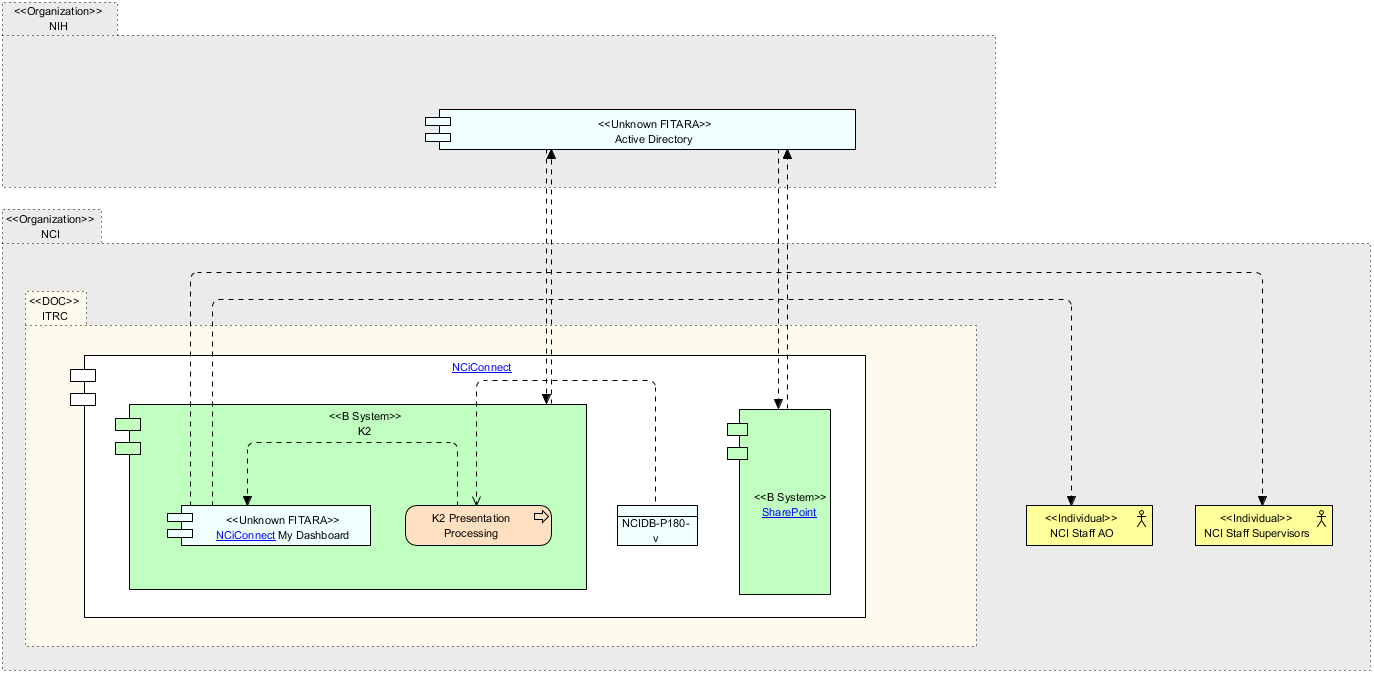 <<Organization>>
NIH
<<Unknown FITARA>>
Active Directory
<<Organization>>
NCI
<<DOC>>
ITRC
NCiConnect
<<B System>>
K2
<<Unknown FITARA>>
NCiConnect My Dashboard
K2 Presentation
Processing
NCIDB-P180-
v
<<B System>>
SharePoint
<<Individual>>
NCI Staff AO
<<Individual>>
NCI Staff Supervisors